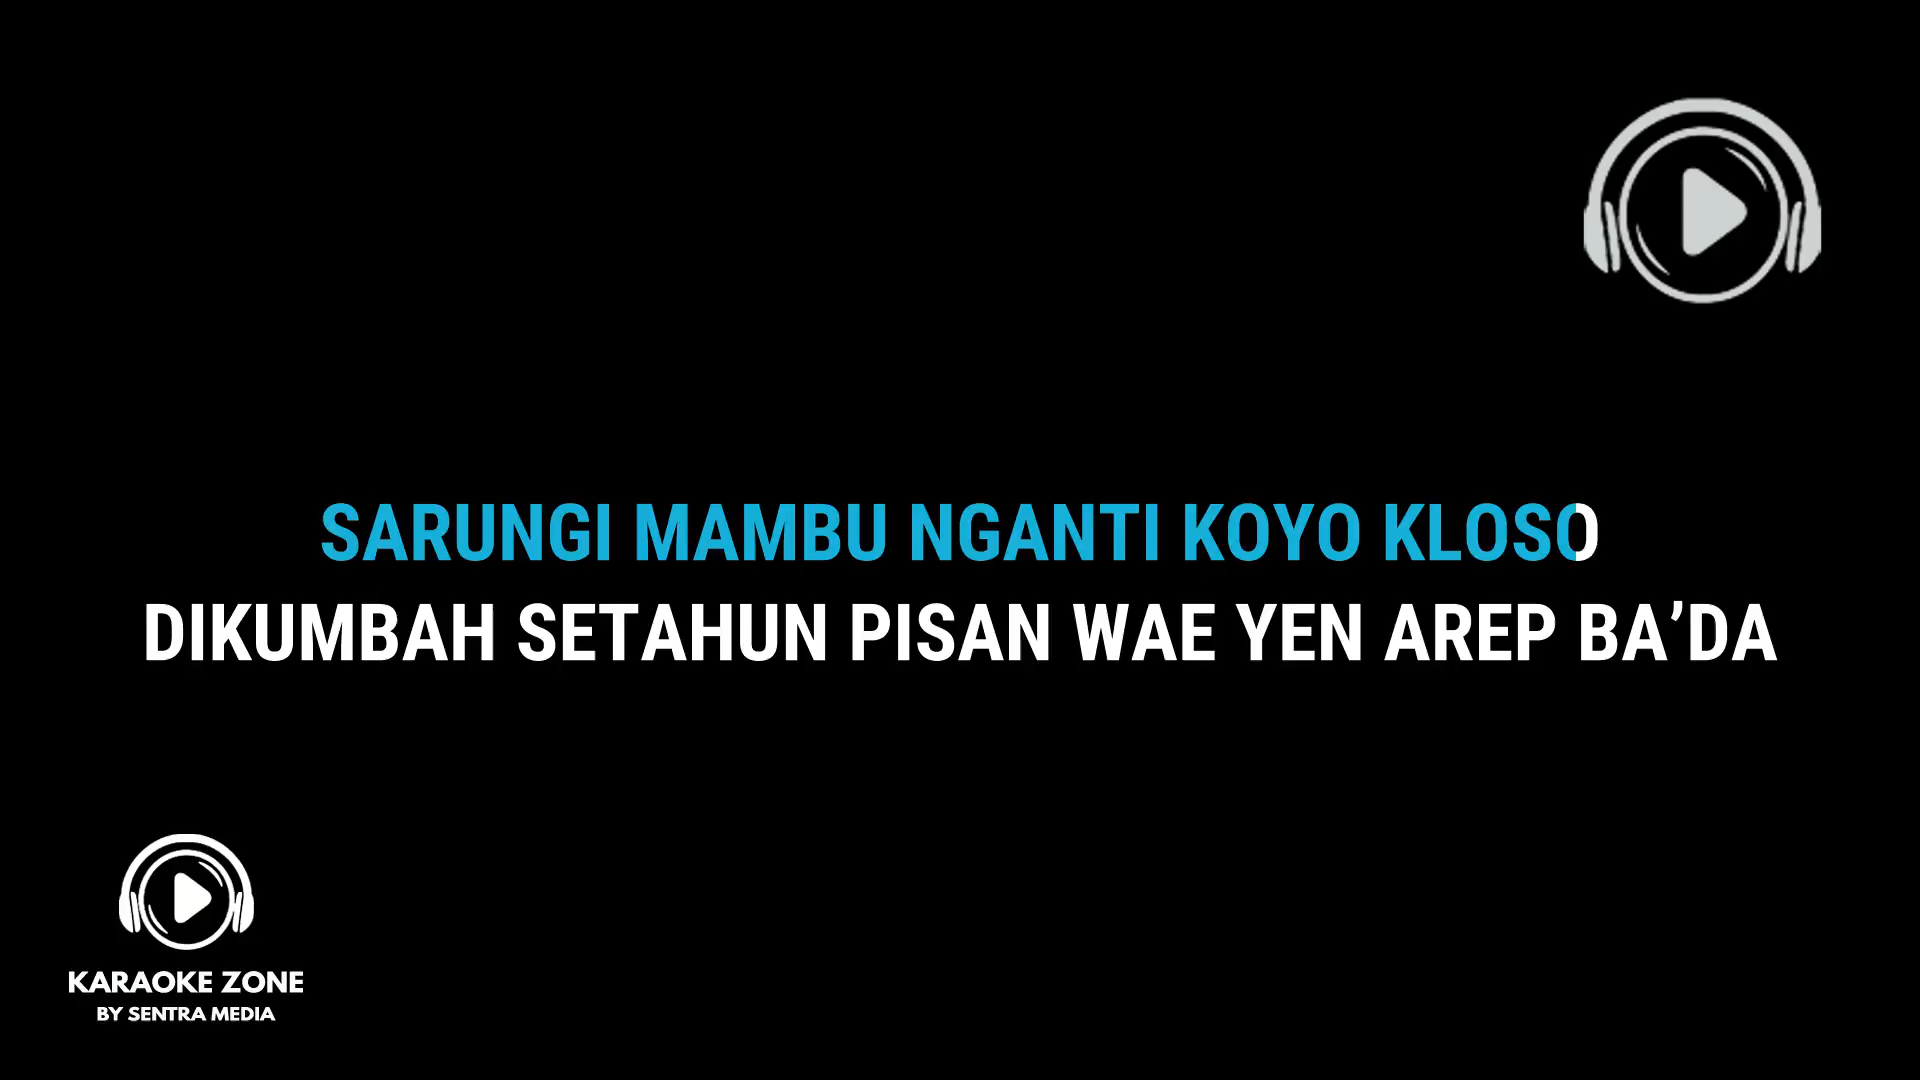 SARUNGI MAMBU NGANTI KOYO KLOSO
DIKUMBAH SETAHUN PISAN WAE YEN AREP BA’DA
KARAOKE ZONE
BY SENTRA MEDIA